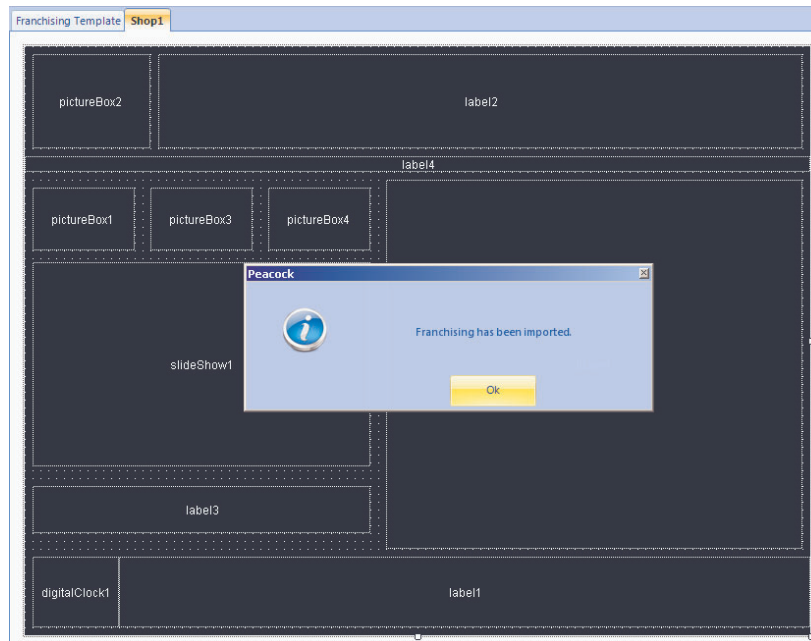 Franchising Template Shop1
pictureBox2 label2
label4
pictureBox1 pictureBox3 pictureBox4
Peacock
Franchising has been imported.
slideShow1
Ok
label3
digitalClock1 label1